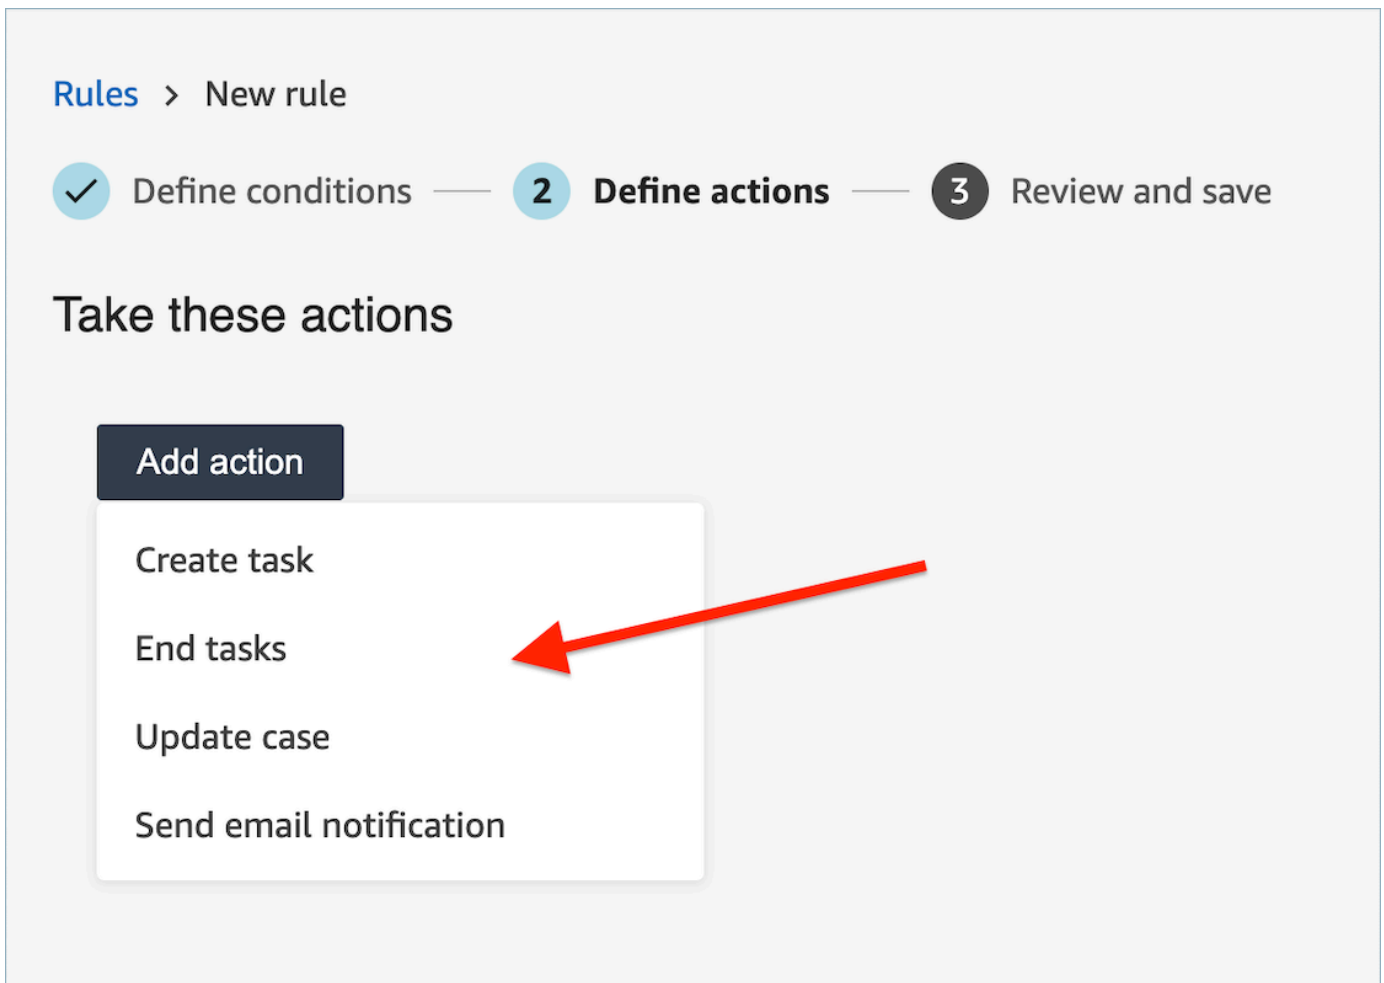 Rules > New rule
Define conditions 2 Define actions 3 Review and save
Take these actions
Add action
Create task
End tasks
Update case
Send email notification